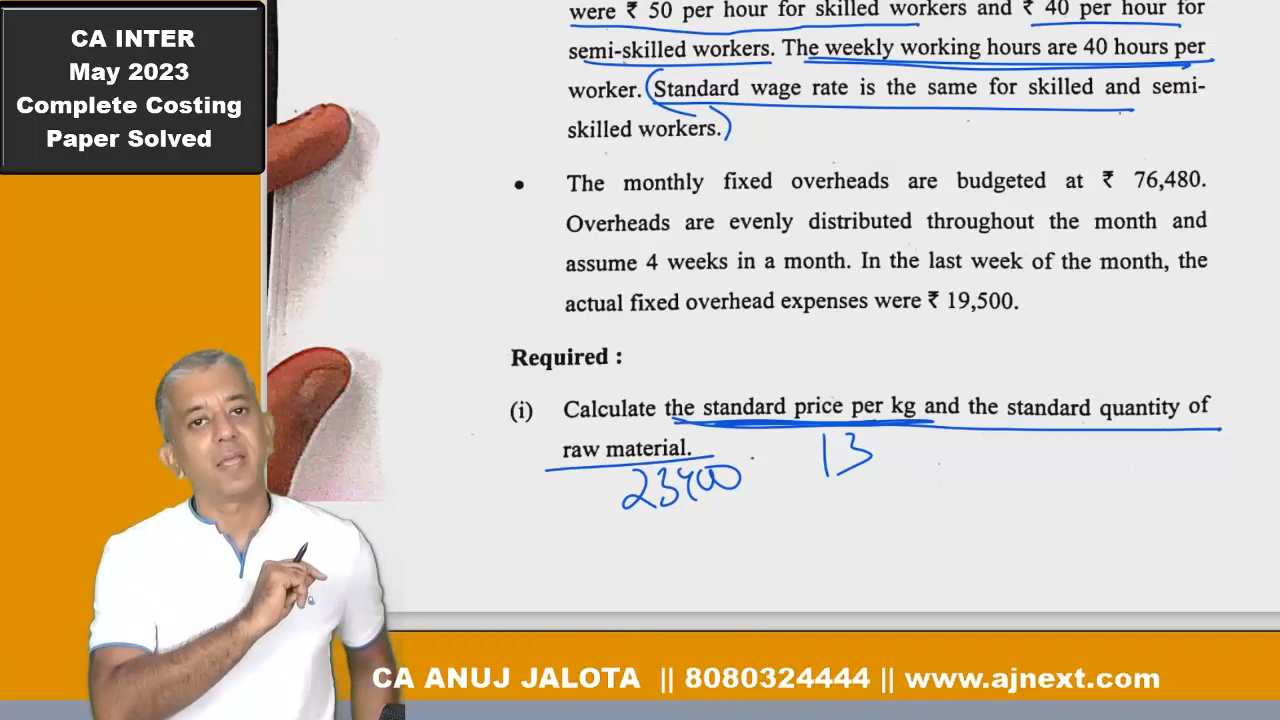 CA INTER
May 2023
Complete Costing
Paper Solved
were ₹ 50 per hour for skilled workers and ₹ 40 per hour for
semi-skilled workers. The weekly working hours are 40 hours per
worker. Standard wage rate is the same for skilled and semi-
skilled workers.
• The monthly fixed overheads are budgeted at ₹ 76,480.
Overheads are evenly distributed throughout the month and
assume 4 weeks in a month. In the last week of the month, the
actual fixed overhead expenses were ₹ 19,500.
Required :
(i) Calculate the standard price per kg and the standard quantity of
raw material.
23400 13
CA ANUJ JALOTA || 8080324444 || www.ajnext.com